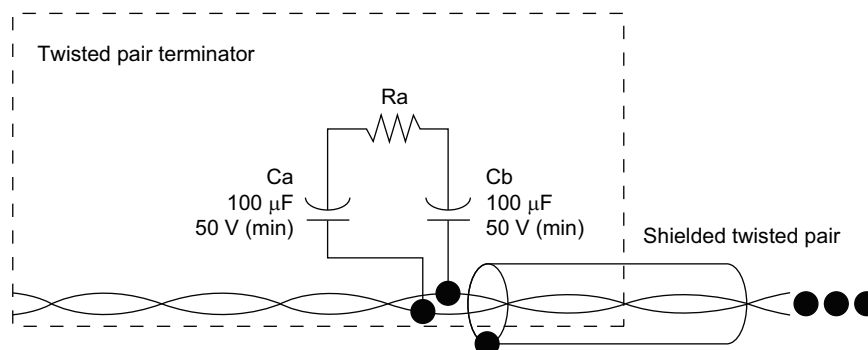 Twisted pair terminator
Ra
Ca
100 μF
50 V (min)
Cb
100 μF
50 V (min)
Shielded twisted pair